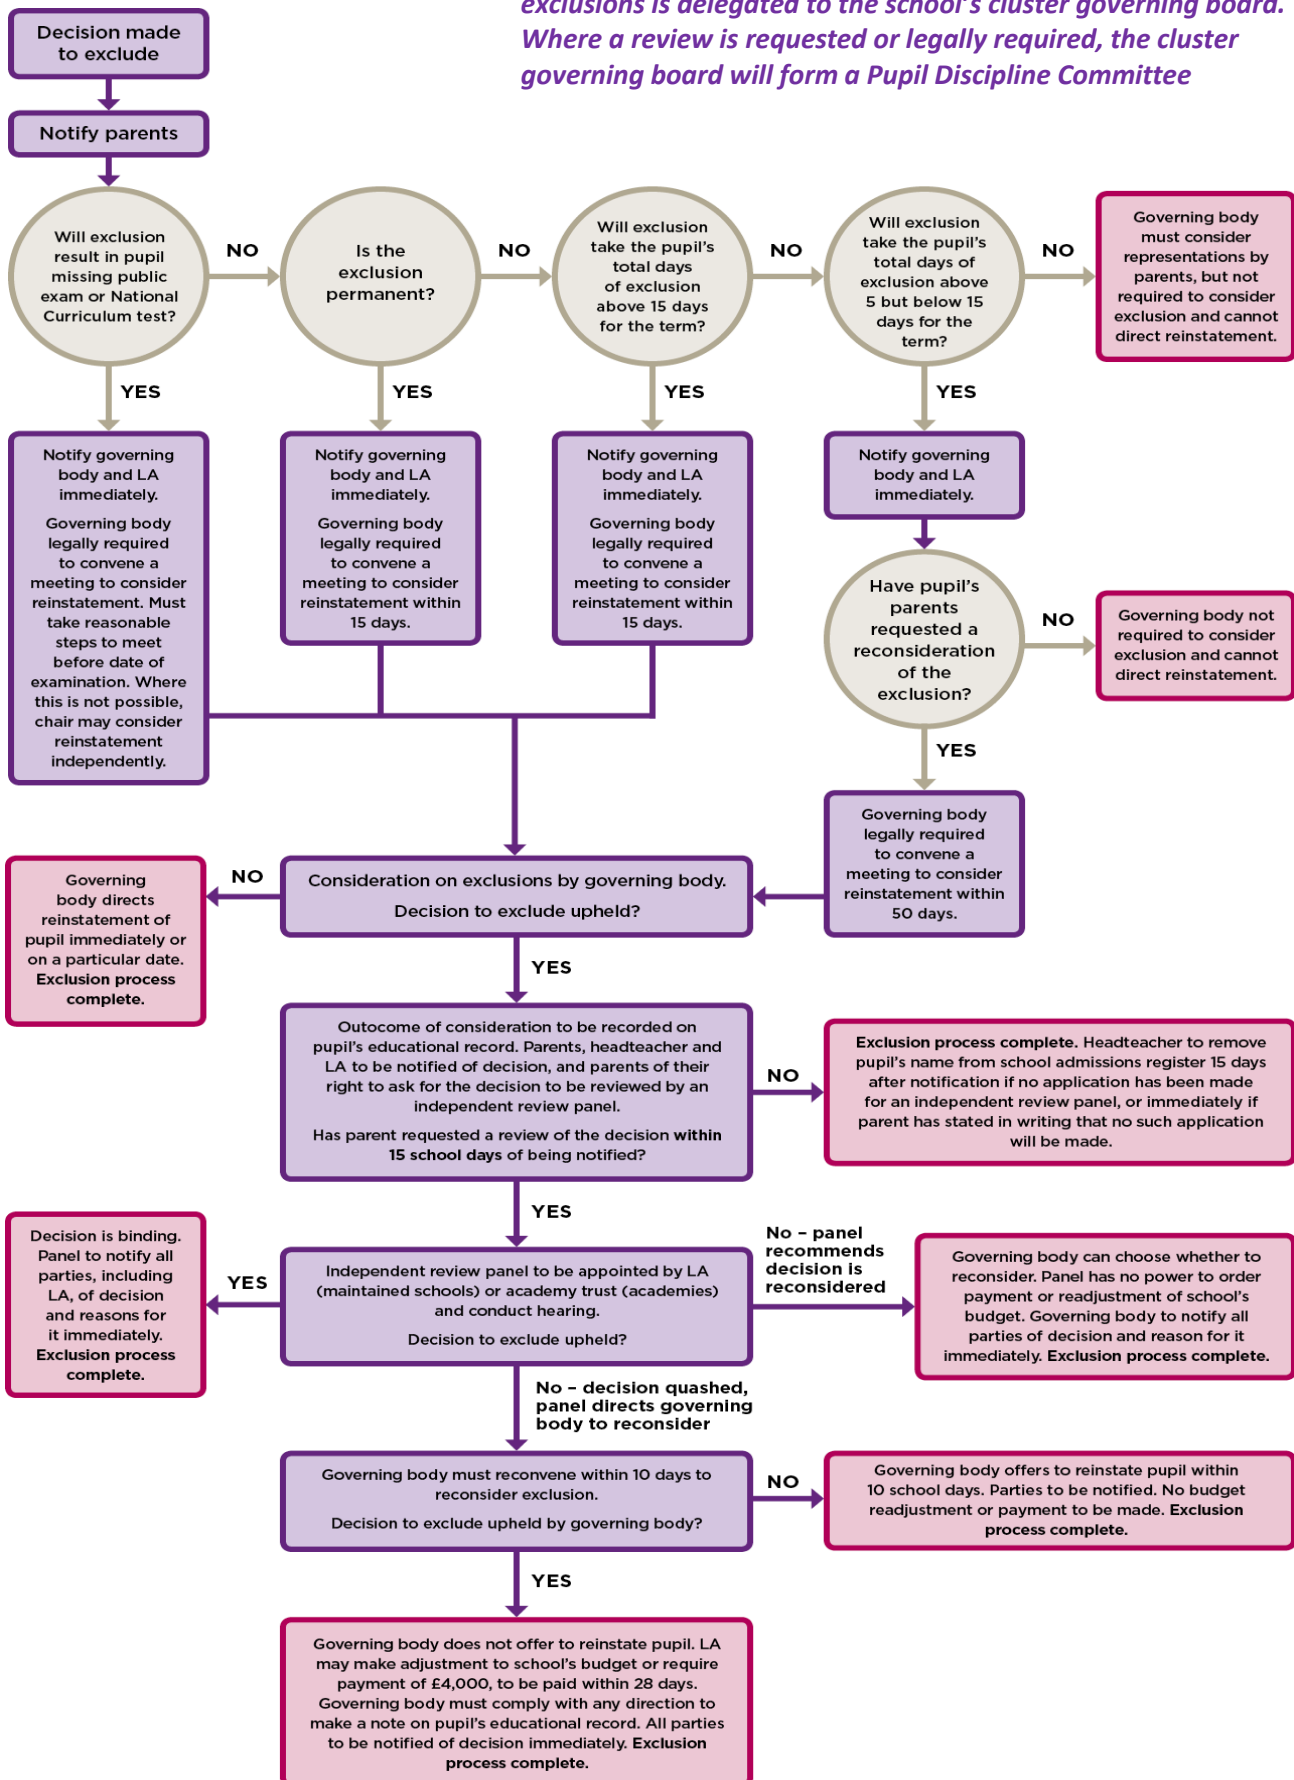 exclusions is delegated to the school's cluster governing board.
Where a review is requested or legally required, the cluster
governing board will form a Pupil Discipline Committee
Decision made
to exclude
Notify parents
Will exclusion
result in pupil
missing public
exam or National
Curriculum test?
NO
Is the
exclusion
permanent?
NO
Will exclusion
take the pupil's
total days
of exclusion
above 15 days
for the term?
NO
Will exclusion
take the pupil's
total days of
exclusion above
5 but below 15
days for the
term?
NO
Governing body
must consider
representations by
parents, but not
required to consider
exclusion and cannot
direct reinstatement.
YES
YES
YES
YES
Notify governing
body and LA
immediately.
Governing body
legally required
to convene a
meeting to consider
reinstatement. Must
take reasonable
steps to meet
before date of
examination. Where
this is not possible,
chair may consider
reinstatement
independently.
Notify governing
body and LA
immediately.
Governing body
legally required
to convene a
meeting to consider
reinstatement within
15 days.
Notify governing
body and LA
immediately.
Governing body
legally required
to convene a
meeting to consider
reinstatement within
15 days.
Notify governing
body and LA
immediately.
Have pupil's
parents
requested a
reconsideration
of the
exclusion?
NO
Governing body not
required to consider
exclusion and cannot
direct reinstatement.
YES
Governing body
legally required
to convene a
meeting to consider
reinstatement within
50 days.
Consideration on exclusions by governing body.
Decision to exclude upheld?
NO
Governing
body directs
reinstatement of
pupil immediately or
on a particular date.
Exclusion process
complete.
YES
Outocome of consideration to be recorded on
pupil's educational record. Parents, headteacher and
LA to be notified of decision, and parents of their
right to ask for the decision to be reviewed by an
independent review panel.
Has parent requested a review of the decision within
15 school days of being notified?
NO
Exclusion process complete. Headteacher to remove
pupil's name from school admissions register 15 days
after notification if no application has been made
for an independent review panel, or immediately if
parent has stated in writing that no such application
will be made.
YES
Independent review panel to be appointed by LA
(maintained schools) or academy trust (academies)
and conduct hearing.
Decision to exclude upheld?
YES
Decision is binding.
Panel to notify all
parties, including
LA, of decision
and reasons for
it immediately.
Exclusion process
complete.
No – panel
recommends
decision is
reconsidered
Governing body can choose whether to
reconsider. Panel has no power to order
payment or readjustment of school's
budget. Governing body to notify all
parties of decision and reason for it
immediately. Exclusion process complete.
No – decision quashed,
panel directs governing
body to reconsider
Governing body must reconvene within 10 days to
reconsider exclusion.
Decision to exclude upheld by governing body?
NO
Governing body offers to reinstate pupil within
10 school days. Parties to be notified. No budget
readjustment or payment to be made. Exclusion
process complete.
YES
Governing body does not offer to reinstate pupil. LA
may make adjustment to school's budget or require
payment of £4,000, to be paid within 28 days.
Governing body must comply with any direction to
make a note on pupil's educational record. All parties
to be notified of decision immediately. Exclusion
process complete.